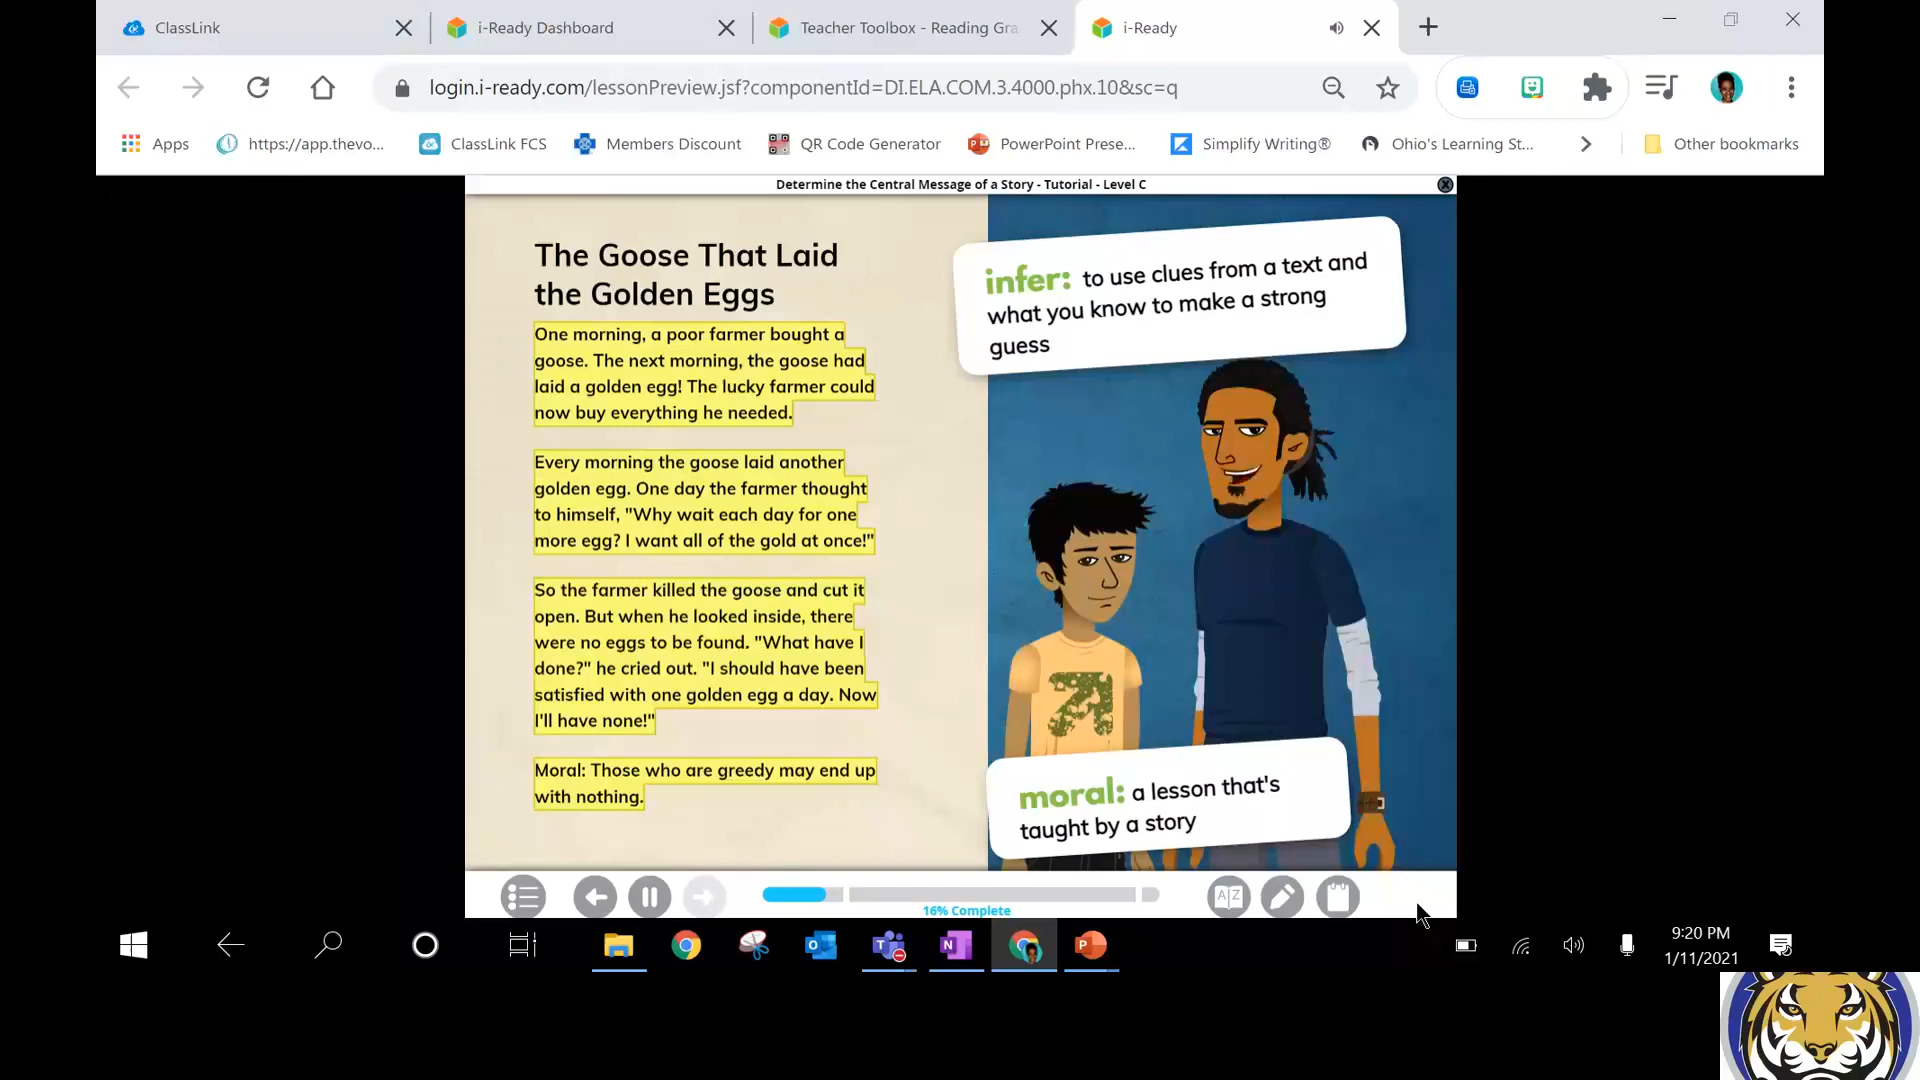 ClassLink
i-Ready Dashboard
Teacher Toolbox - Reading Gra
i-Ready
login.i-ready.com/lessonPreview.jsf?componentId=DI.ELA.COM.3.4000.phx.10&sc=q
Apps
https://app.thevo...
ClassLink FCS
Members Discount
QR Code Generator
PowerPoint Prese...
Simplify Writing®
Ohio's Learning St...
Other bookmarks
Determine the Central Message of a Story - Tutorial - Level C
The Goose That Laid
the Golden Eggs
One morning, a poor farmer bought a
goose. The next morning, the goose had
laid a golden egg! The lucky farmer could
now buy everything he needed.
Every morning the goose laid another
golden egg. One day the farmer thought
to himself, "Why wait each day for one
more egg? I want all of the gold at once!"
So the farmer killed the goose and cut it
open. But when he looked inside, there
were no eggs to be found. "What have I
done?" he cried out. "I should have been
satisfied with one golden egg a day. Now
I'll have none!"
Moral: Those who are greedy may end up
with nothing.
infer: to use clues from a text and
what you know to make a strong
guess
moral: a lesson that's
taught by a story
16% Complete
A Z
9:20 PM
1/11/2021